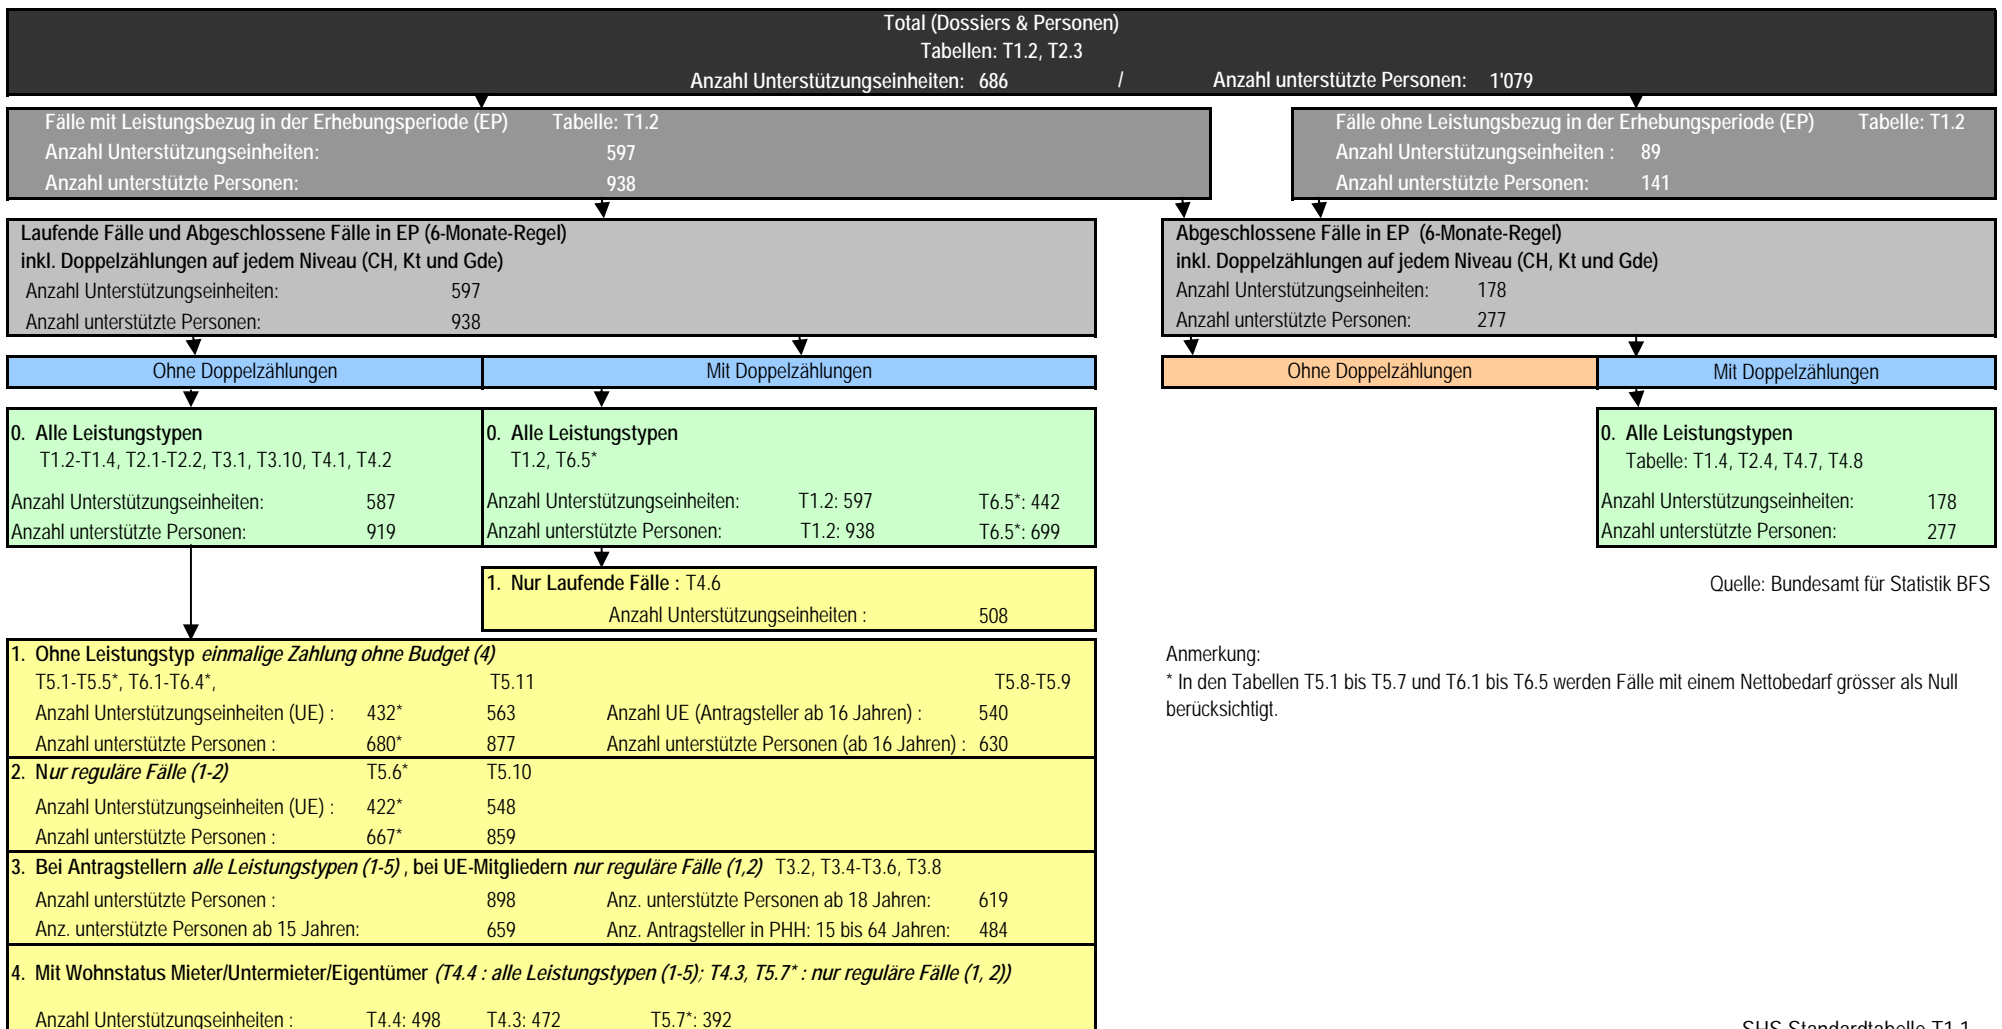 Total (Dossiers & Personen)
Tabellen: T1.2, T2.3
Anzahl Unterstützungseinheiten: 686 / Anzahl unterstützte Personen: 1'079
Fälle mit Leistungsbezug in der Erhebungsperiode (EP) Tabelle: T1.2
Anzahl Unterstützungseinheiten: 597
Anzahl unterstützte Personen: 938
Fälle ohne Leistungsbezug in der Erhebungsperiode (EP) Tabelle: T1.2
Anzahl Unterstützungseinheiten : 89
Anzahl unterstützte Personen: 141
Laufende Fälle und Abgeschlossene Fälle in EP (6-Monate-Regel)
inkl. Doppelzählungen auf jedem Niveau (CH, Kt und Gde)
Anzahl Unterstützungseinheiten: 597
Anzahl unterstützte Personen: 938
Abgeschlossene Fälle in EP (6-Monate-Regel)
inkl. Doppelzählungen auf jedem Niveau (CH, Kt und Gde)
Anzahl Unterstützungseinheiten: 178
Anzahl unterstützte Personen: 277
Ohne Doppelzählungen
Mit Doppelzählungen
Ohne Doppelzählungen
Mit Doppelzählungen
0. Alle Leistungstypen
T1.2-T1.4, T2.1-T2.2, T3.1, T3.10, T4.1, T4.2
Anzahl Unterstützungseinheiten: 587
Anzahl unterstützte Personen: 919
0. Alle Leistungstypen
T1.2, T6.5*
Anzahl Unterstützungseinheiten: T1.2: 597 T6.5*: 442
Anzahl unterstützte Personen: T1.2: 938 T6.5*: 699
0. Alle Leistungstypen
Tabelle: T1.4, T2.4, T4.7, T4.8
Anzahl Unterstützungseinheiten: 178
Anzahl unterstützte Personen: 277
1. Nur Laufende Fälle : T4.6
Anzahl Unterstützungseinheiten : 508
Quelle: Bundesamt für Statistik BFS
1. Ohne Leistungstyp einmalige Zahlung ohne Budget (4)
T5.1-T5.5*, T6.1-T6.4*, T5.11 T5.8-T5.9
Anzahl Unterstützungseinheiten (UE) : 432* 563 Anzahl UE (Antragsteller ab 16 Jahren) : 540
Anzahl unterstützte Personen : 680* 877 Anzahl unterstützte Personen (ab 16 Jahren) : 630
Anmerkung:
* In den Tabellen T5.1 bis T5.7 und T6.1 bis T6.5 werden Fälle mit einem Nettobedarf grösser als Null
berücksichtigt.
2. Nur reguläre Fälle (1-2) T5.6* T5.10
Anzahl Unterstützungseinheiten (UE) : 422* 548
Anzahl unterstützte Personen : 667* 859
3. Bei Antragstellern alle Leistungstypen (1-5) , bei UE-Mitgliedern nur reguläre Fälle (1,2) T3.2, T3.4-T3.6, T3.8
Anzahl unterstützte Personen : 898 Anz. unterstützte Personen ab 18 Jahren: 619
Anz. unterstützte Personen ab 15 Jahren: 659 Anz. Antragsteller in PHH: 15 bis 64 Jahren: 484
4. Mit Wohnstatus Mieter/Untermieter/Eigentümer (T4.4 : alle Leistungstypen (1-5); T4.3, T5.7* : nur reguläre Fälle (1, 2))
Anzahl Unterstützungseinheiten : T4.4: 498 T4.3: 472 T5.7*: 392
SHS-Standardtabelle T1.1